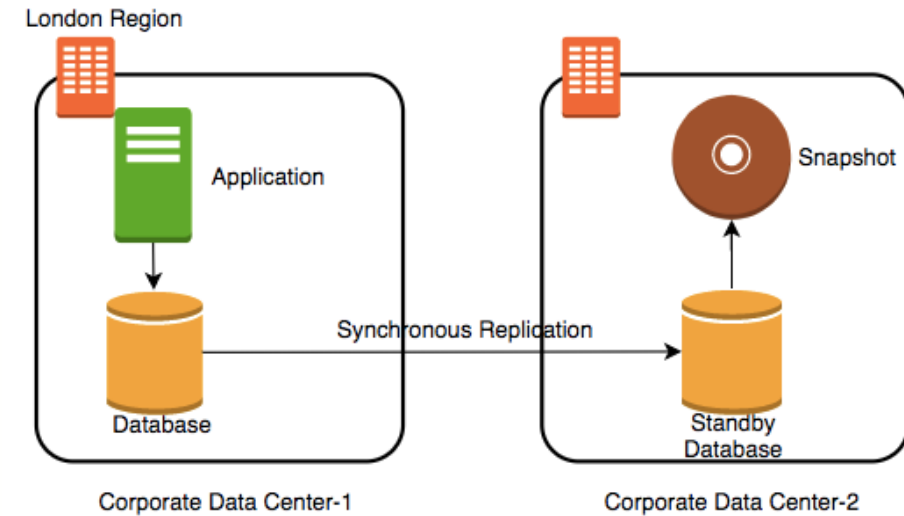 London Region
Application
Snapshot
Synchronous Replication
Database
Standby
Database
Corporate Data Center-1
Corporate Data Center-2